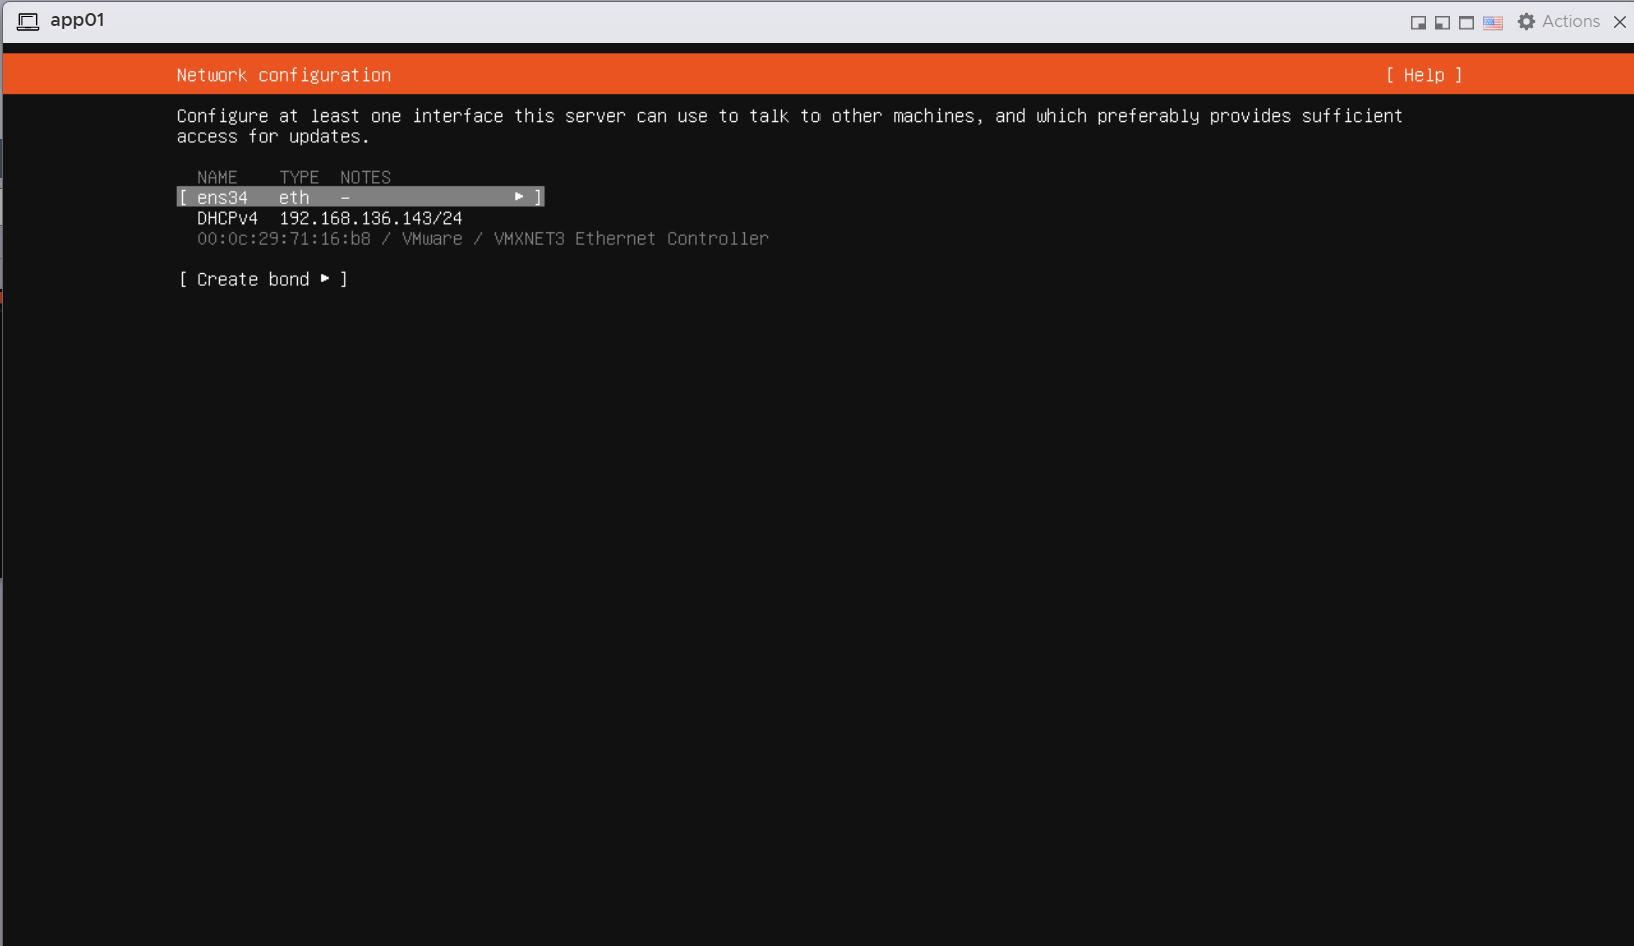 app01
Actions
Network configuration [ Help ]
Configure at least one interface this server can use to talk to other machines, and which preferably provides sufficient
access for updates.
NAME TYPE NOTES
[ ens34 eth – ▸ ]
DHCPv4 192.168.136.143/24
00:0c:29:71:16:b8 / VMware / VMXNET3 Ethernet Controller
[ Create bond ▸ ]